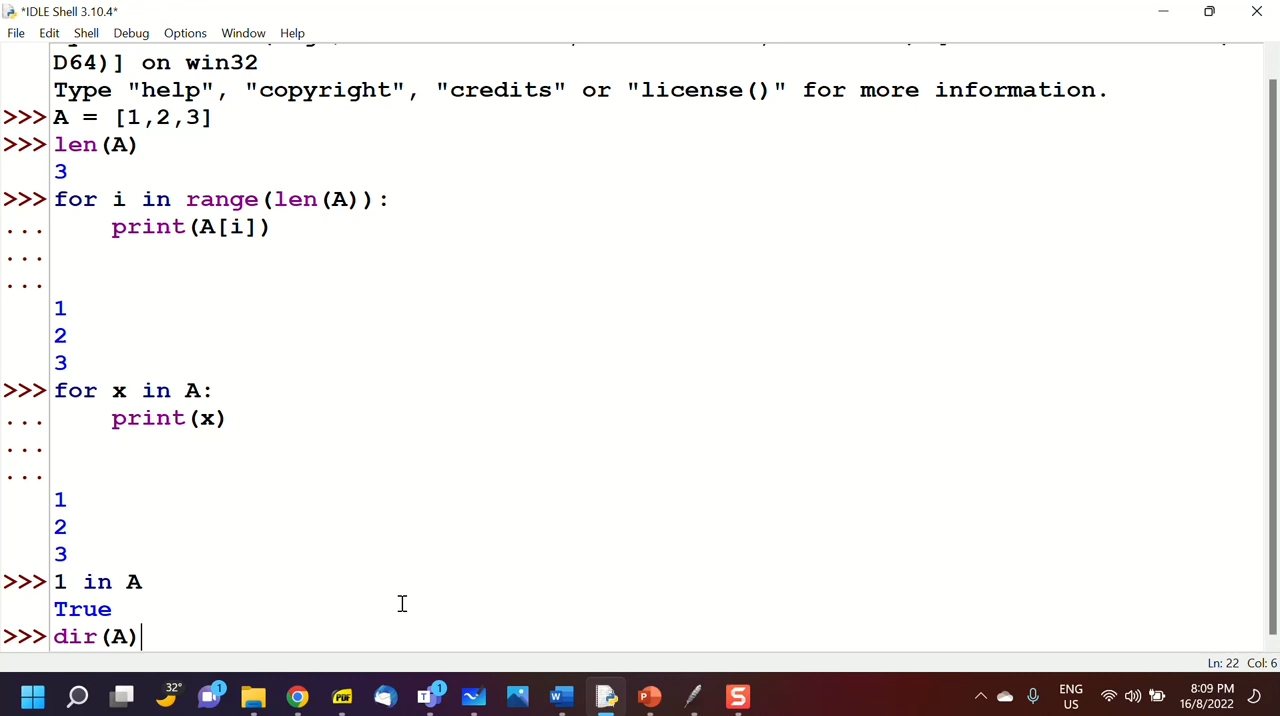 *IDLE Shell 3.10.4*
File Edit Shell Debug Options Window Help
D64)] on win32
Type "help", "copyright", "credits" or "license()" for more information.
>>> A = [1,2,3]
>>> len(A)
3
>>> for i in range(len(A)):
... print(A[i])
...
...
1
2
3
>>> for x in A:
... print(x)
...
...
1
2
3
>>> 1 in A
True
>>> dir(A)
Ln: 22 Col: 6
32°
1
PDF
1
ENG
US
8:09 PM
16/8/2022